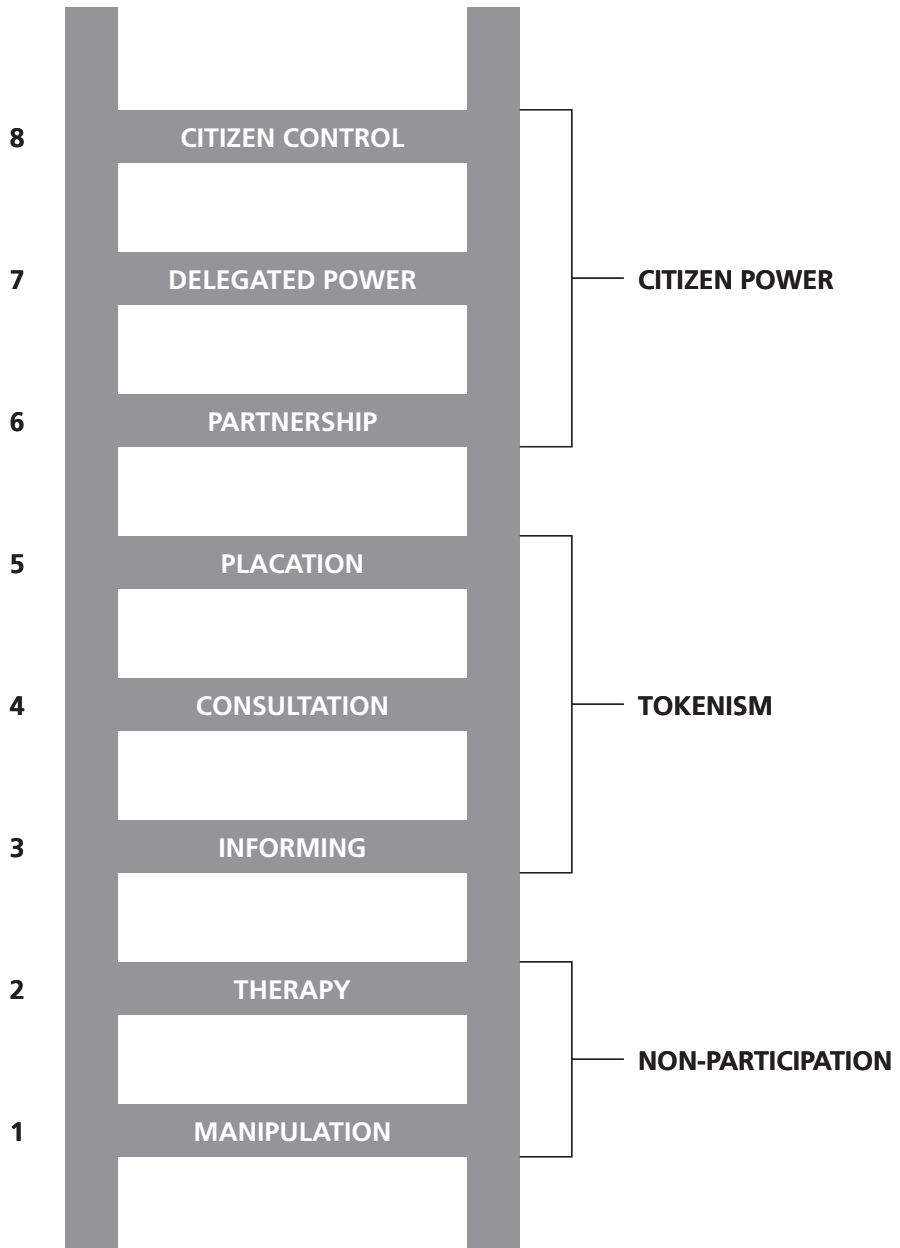 8 CITIZEN CONTROL
7 DELEGATED POWER
CITIZEN POWER
6 PARTNERSHIP
5 PLACATION
4 CONSULTATION
TOKENISM
3 INFORMING
2 THERAPY
NON-PARTICIPATION
1 MANIPULATION